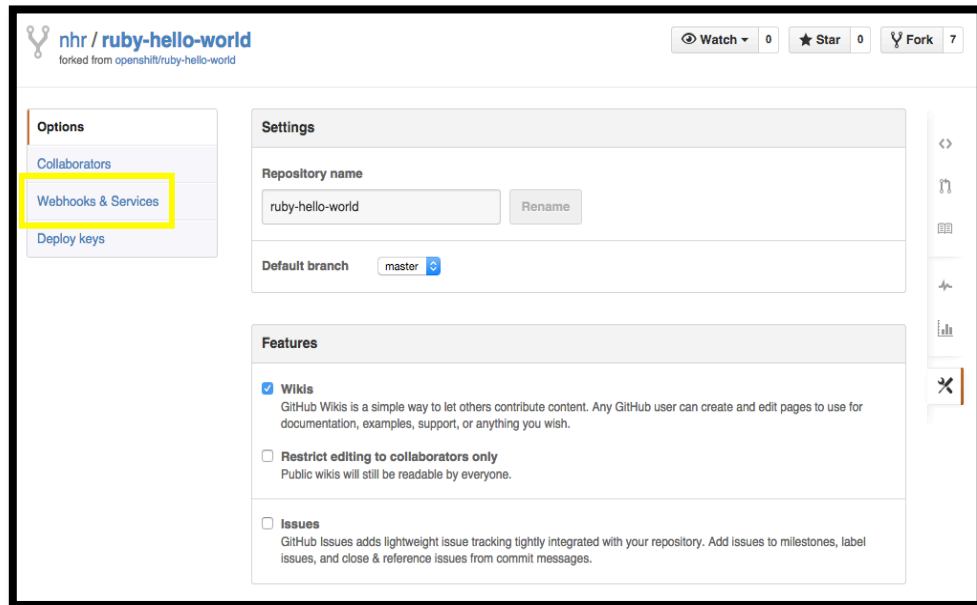 nhr / ruby-hello-world
forked from openshift/ruby-hello-world
Watch 0
Star 0
Fork 7
Options
Collaborators
Webhooks & Services
Deploy keys
Settings
Repository name
ruby-hello-world
Rename
Default branch
master
Features
Wikis
GitHub Wikis is a simple way to let others contribute content. Any GitHub user can create and edit pages to use for
documentation, examples, support, or anything you wish.
Restrict editing to collaborators only
Public wikis will still be readable by everyone.
Issues
GitHub Issues adds lightweight issue tracking tightly integrated with your repository. Add issues to milestones, label
issues, and close & reference issues from commit messages.